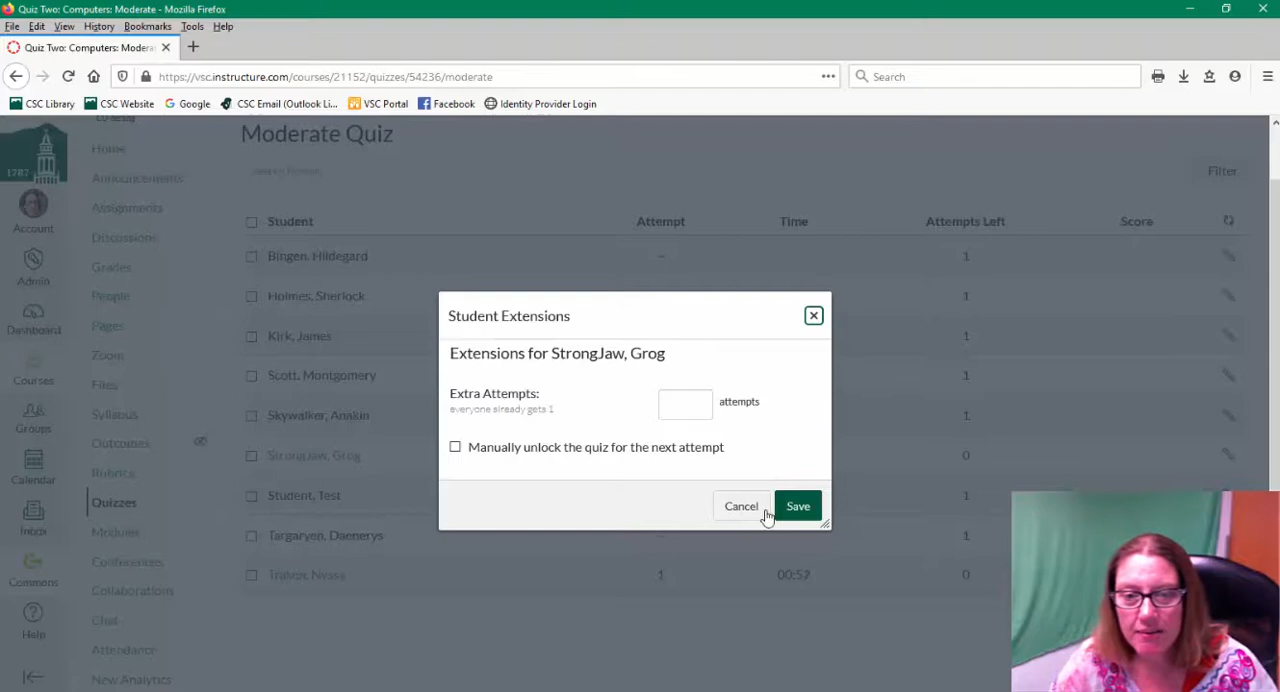 Quiz Two: Computers: Moderate - Mozilla Firefox
File Edit View History Bookmarks Tools Help
Quiz Two: Computers: Modera
https://vsc.instructure.com/courses/21152/quizzes/54236/moderate
Search
CSC Library CSC Website Google CSC Email (Outlook Li... VSC Portal Facebook Identity Provider Login
1787
Account
Admin
Dashboard
Courses
Groups
Calendar
Inbox
Commons
Help
Home
Announcements
Assignments
Discussions
Grades
People
Pages
Zoom
Files
Syllabus
Outcomes
Rubrics
Quizzes
Modules
Conferences
Collaborations
Chat
Attendance
New Analytics
Moderate Quiz
Filter
Student Attempt Time Attempts Left Score
Bingen, Hildegard -- 1
Holmes, Sherlock 1
Kirk, James 1
Scott, Montgomery 1
Skywalker, Anakin 1
StrongJaw, Grog 0
Student, Test 1
Targaryen, Daenerys 1
1 00:57 0
Student Extensions
Extensions for StrongJaw, Grog
Extra Attempts:
everyone already gets 1
attempts
Manually unlock the quiz for the next attempt
Cancel Save